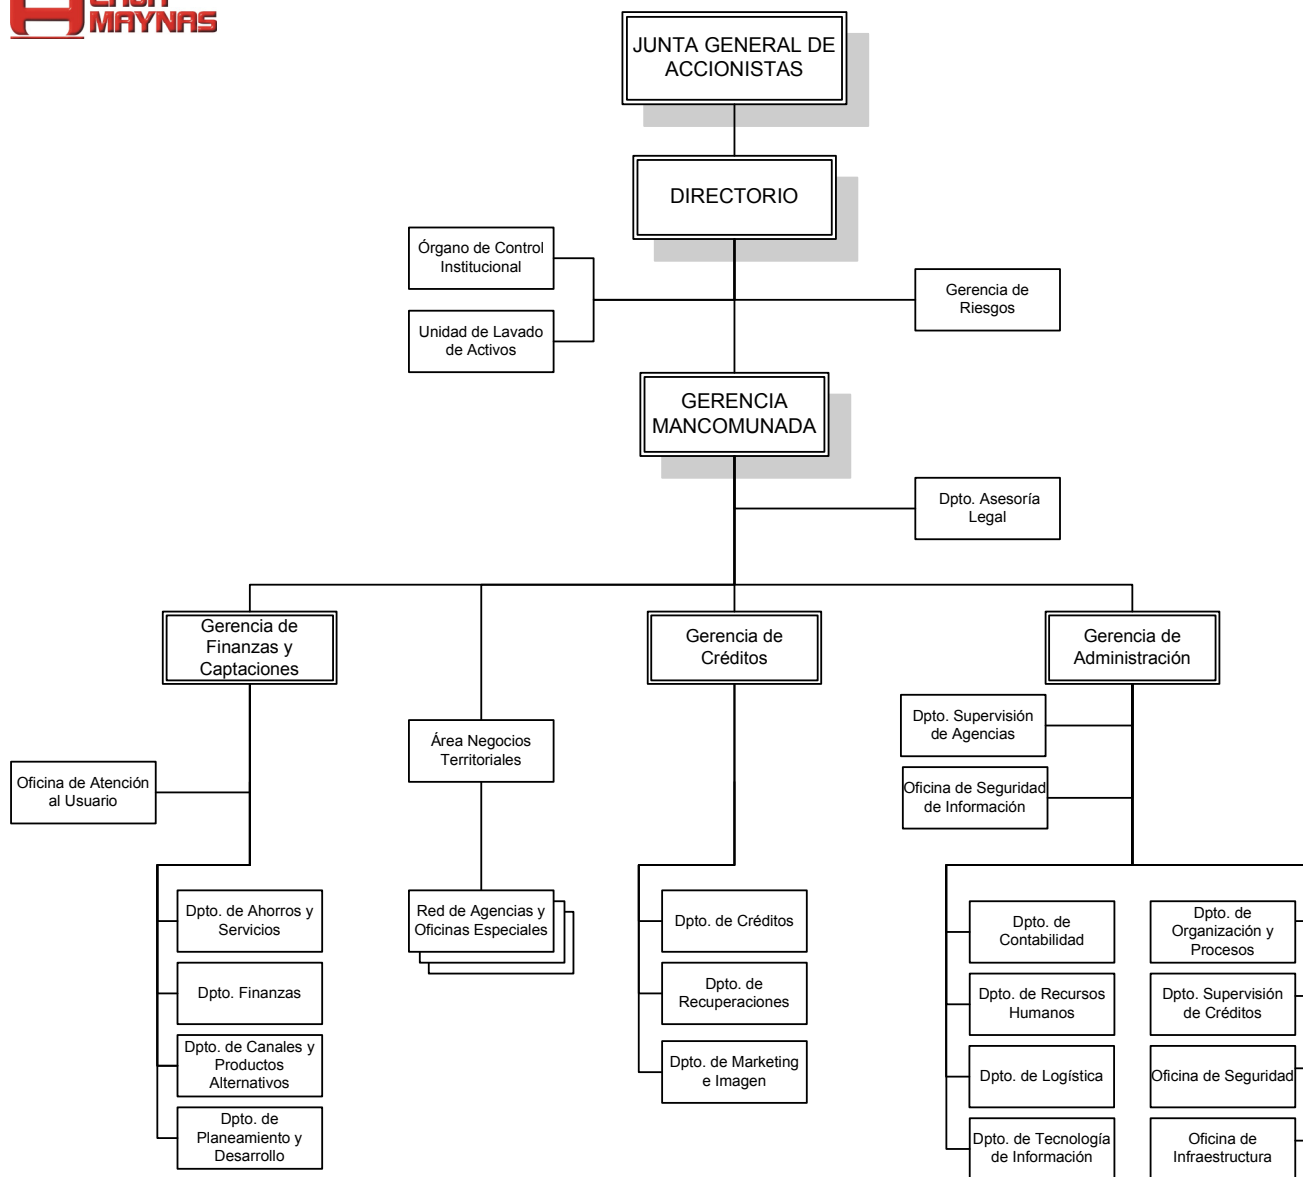 MAYNAS
JUNTA GENERAL DE
ACCIONISTAS
DIRECTORIO
Órgano de Control
Institucional
Gerencia de
Riesgos
Unidad de Lavado
de Activos
GERENCIA
MANCOMUNADA
Dpto. Asesoría
Legal
Gerencia de
Finanzas y
Captaciones
Gerencia de
Créditos
Gerencia de
Administración
Dpto. Supervisión
de Agencias
Área Negocios
Territoriales
Oficina de Atención
al Usuario
Oficina de Seguridad
de Información
Dpto. de Ahorros y
Servicios
Dpto. Finanzas
Dpto. de Canales y
Productos
Alternativos
Dpto. de
Planeamiento y
Desarrollo
Red de Agencias y
Oficinas Especiales
Dpto. de Créditos
Dpto. de
Recuperaciones
Dpto. de Marketing
e Imagen
Dpto. de
Contabilidad
Dpto. de Recursos
Humanos
Dpto. de Logística
Dpto. de Tecnología
de Información
Dpto. de
Organización y
Procesos
Dpto. Supervisión
de Créditos
Oficina de Seguridad
Oficina de
Infraestructura